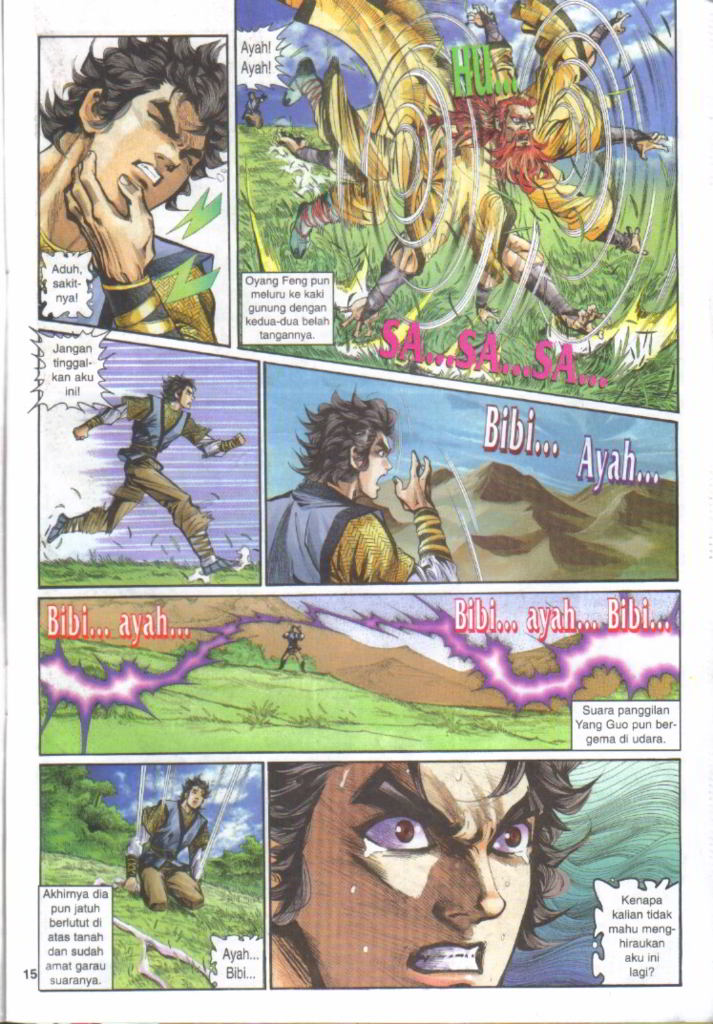 Aduh,
sakit-
nya!
Ayah!
Ayah!
HU...
Oyang Feng pun
meluru ke kaki
gunung dengan
kedua-dua belah
tangannya.
SA...SA...SA...
Jangan
tinggal-
kan aku
ini!
Bibi...
Ayah...
Bibi... ayah...
Bibi... ayah... Bibi...
Suara panggilan
Yang Guo pun ber-
gema di udara.
Akhirnya dia
pun jatuh
berlutut di
atas tanah
dan sudah
amat garau
suaranya.
Ayah...
Bibi...
Kenapa
kalian tidak
mahu meng-
hiraukan
aku ini
lagi?
15